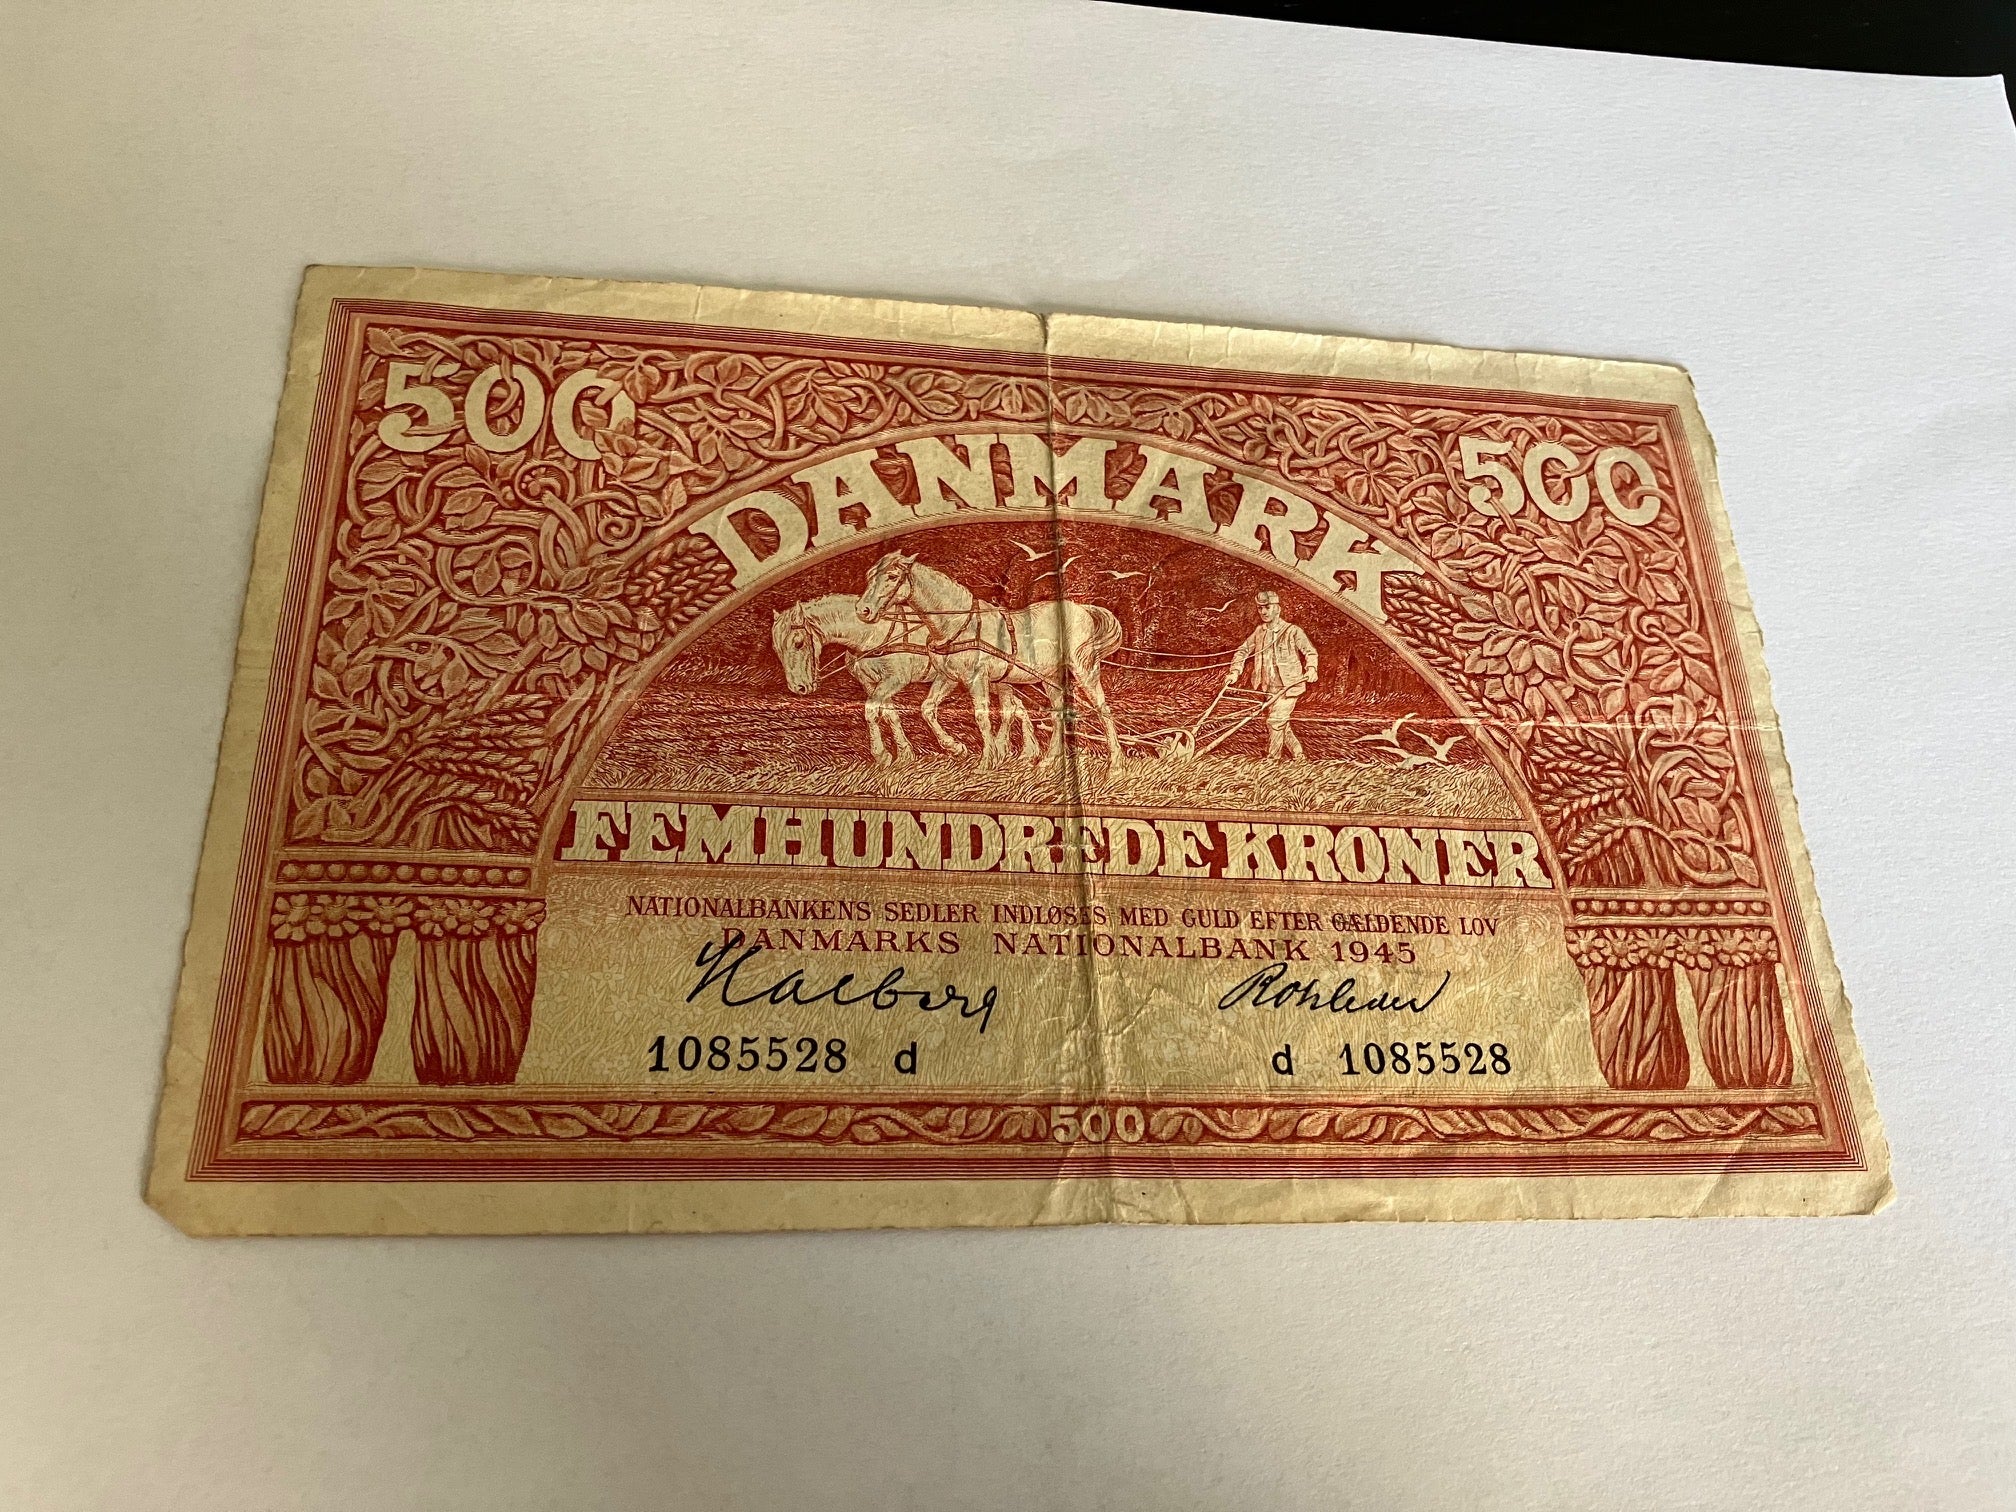 500
500
DANMARK
FEMHUNDREDE KRONER
NATIONALBANKENS SEDLER INDLØSES MED GULD EFTER GÆLDENDE LOV
DANMARKS NATIONALBANK 1945
Halberg Rohleder
1085528 d d 1085528
500